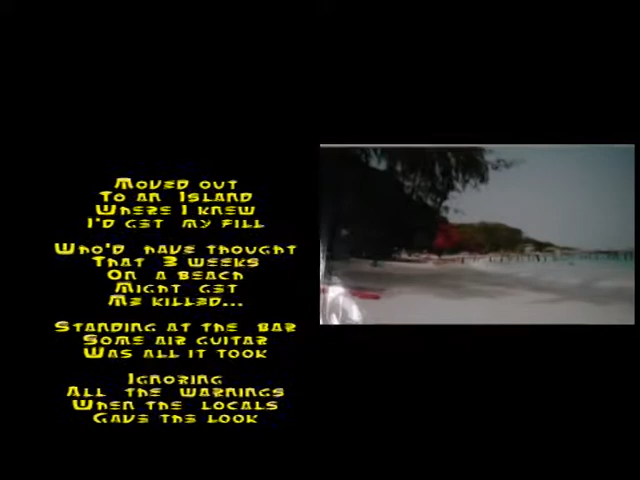 Moved out
To an Island
Where I knew
I'd get my fill
Who'd have thought
That 3 weeks
On a beach
Might get
Me killed...
Standing at the bar
Some air guitar
Was all it took
Ignoring
All the warnings
When the locals
Gave the look